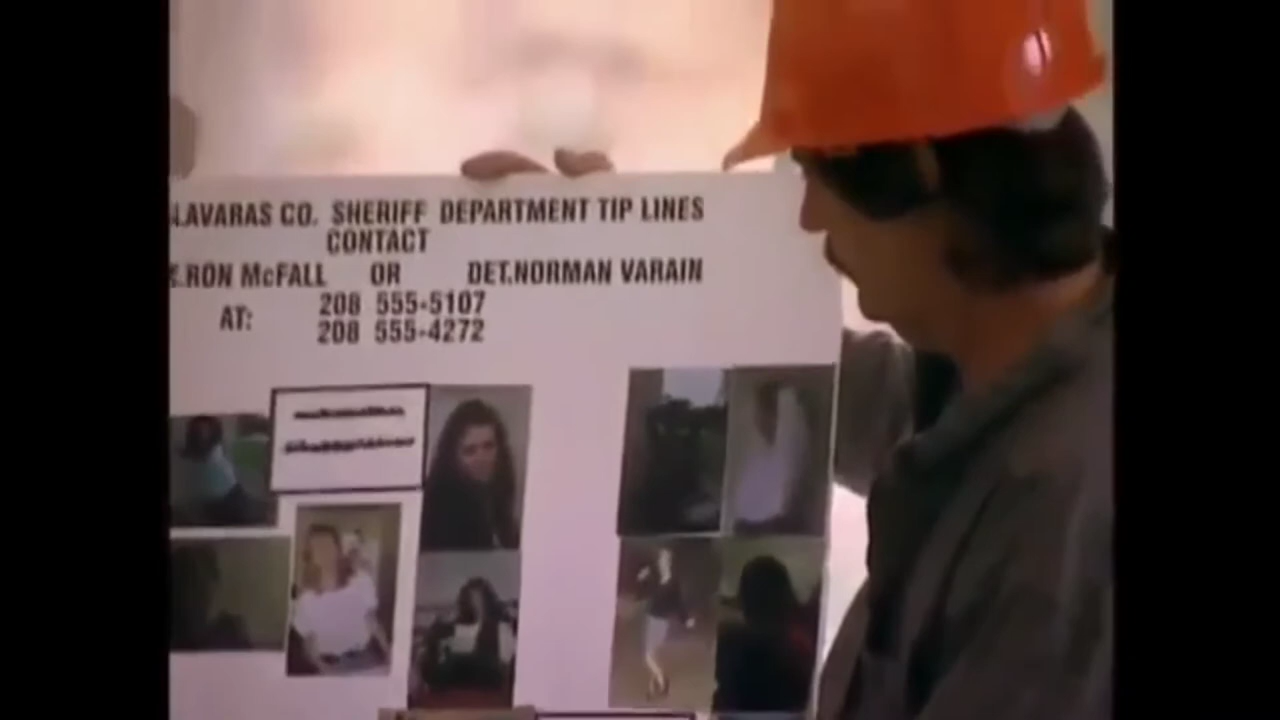 LAVARAS CO. SHERIFF DEPARTMENT TIP LINES
CONTACT
.RON McFALL OR DET.NORMAN VARAIN
AT: 208 555-5107
208 555-4272